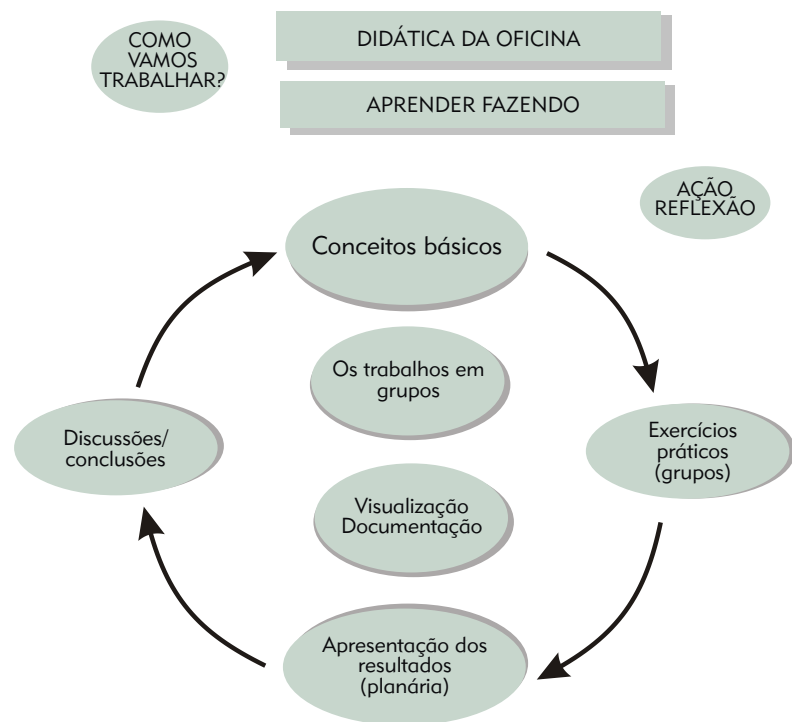 COMO
VAMOS
TRABALHAR?
DIDÁTICA DA OFICINA
APRENDER FAZENDO
AÇÃO
REFLEXÃO
Conceitos básicos
Os trabalhos em
grupos
Discussões/
conclusões
Exercícios
práticos
(grupos)
Visualização
Documentação
Apresentação dos
resultados
(planária)